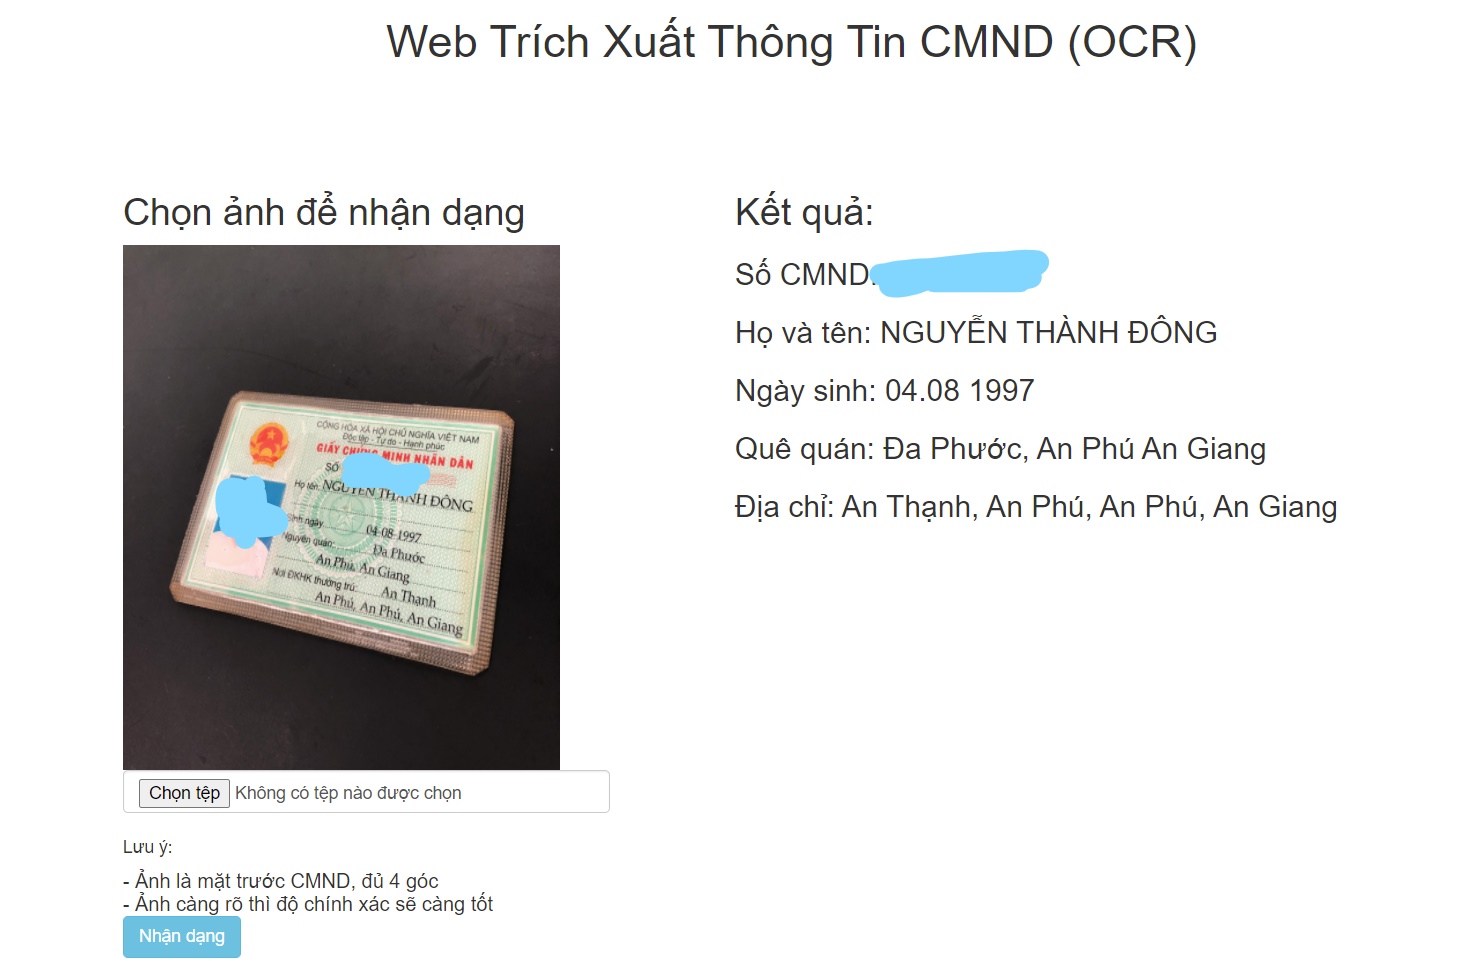 Web Trích Xuất Thông Tin CMND (OCR)
Chọn ảnh để nhận dạng
CỘNG HÒA XÃ HỘI CHỦ NGHĨA VIỆT NAM
Độc lập - Tự do - Hạnh phúc
GIẤY CHỨNG MINH NHÂN DÂN
SỐ
Họ tên: NGUYỄN THÀNH ĐÔNG
Sinh ngày 04-08-1997
Nguyên quán: Đa Phước
An Phú, An Giang
Nơi ĐKHK thường trú: An Thạnh
An Phú, An Phú, An Giang
Chọn tệp Không có tệp nào được chọn
Lưu ý:
- Ảnh là mặt trước CMND, đủ 4 góc
- Ảnh càng rõ thì độ chính xác sẽ càng tốt
Nhận dạng
Kết quả:
Số CMND:
Họ và tên: NGUYỄN THÀNH ĐÔNG
Ngày sinh: 04.08 1997
Quê quán: Đa Phước, An Phú An Giang
Địa chỉ: An Thạnh, An Phú, An Phú, An Giang